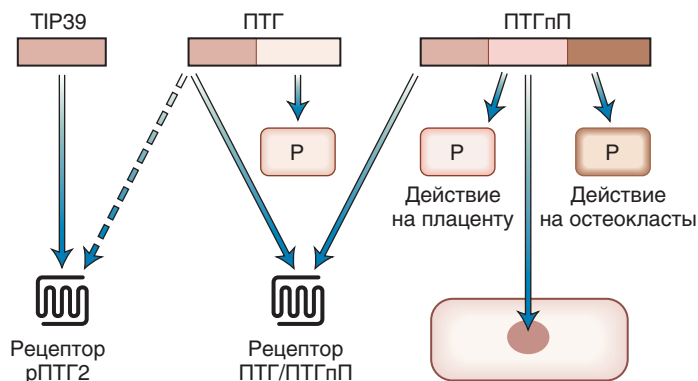 TIP39
ПТГ
ПТГпП
P
P
P
Действие
на плаценту
Действие
на остеокласты
Рецептор
рПТГ2
Рецептор
ПТГ/ПТГпП